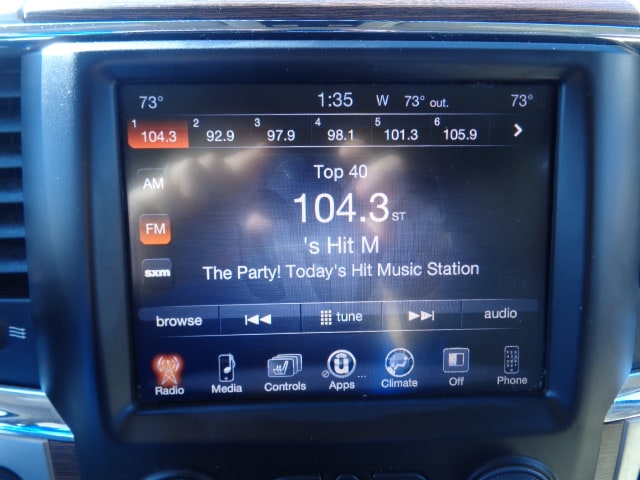 73° 1:35 W 73° out. 73°
1 104.3 2 92.9 3 97.9 4 98.1 5 101.3 6 105.9
Top 40
AM
104.3 ST
FM
's Hit M
sxm
The Party! Today's Hit Music Station
browse tune audio
Radio Media Controls Apps Climate Off Phone